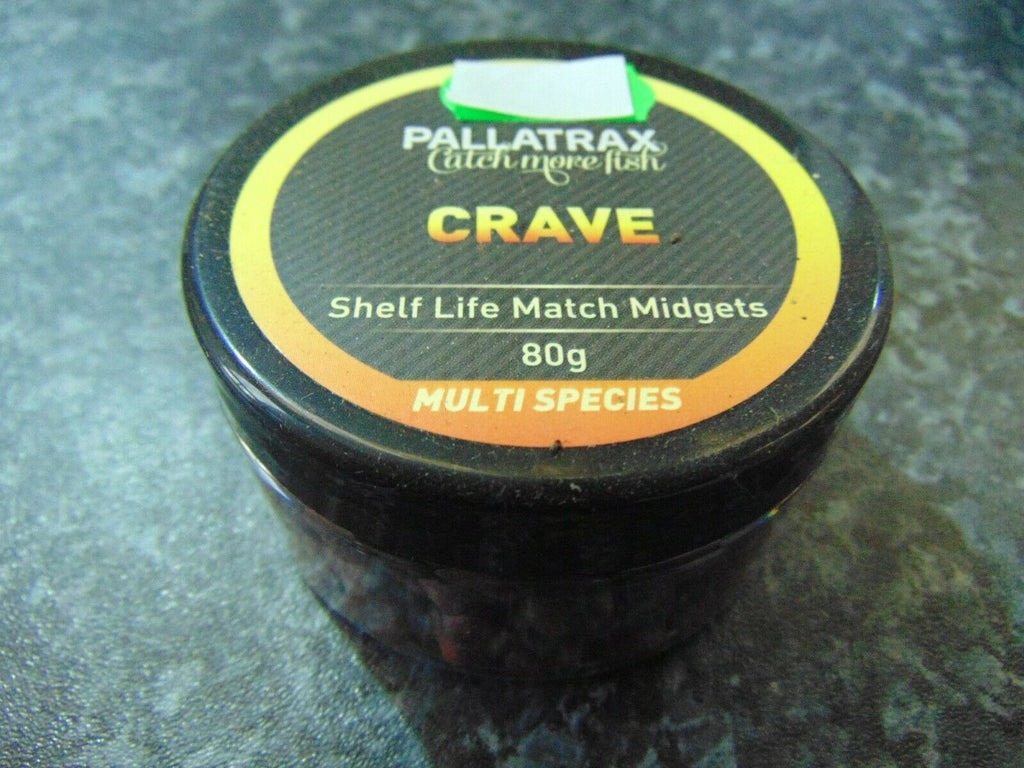 PALLATRAX
Catch more fish
CRAVE
Shelf Life Match Midgets
80g
MULTI SPECIES